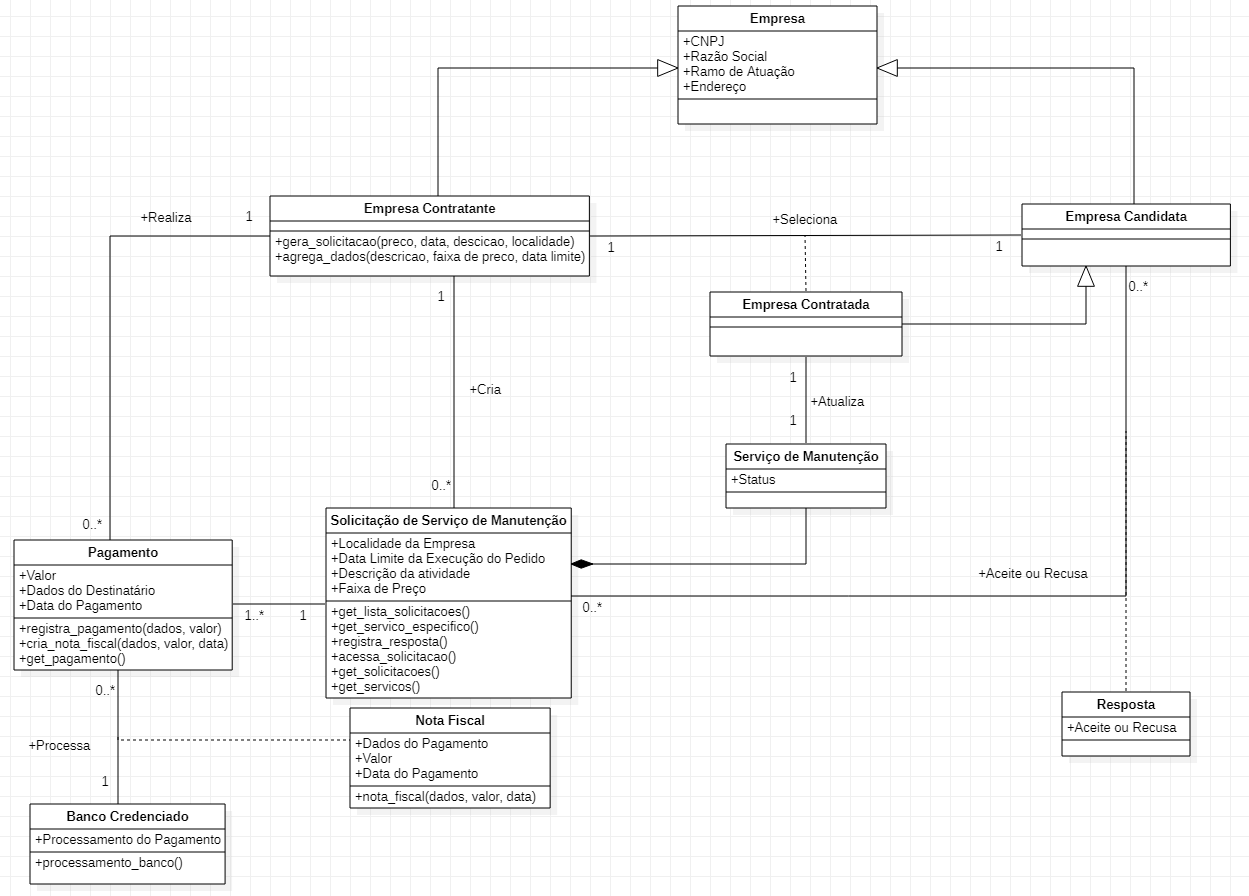 Empresa
+CNPJ
+Razão Social
+Ramo de Atuação
+Endereço
Empresa Contratante
+gera_solicitacao(preco, data, descicao, localidade)
+agrega_dados(descricao, faixa de preco, data limite)
+Realiza
1
+Seleciona
1
1
Empresa Candidata
0..*
Empresa Contratada
1
+Atualiza
1
1
+Cria
0..*
Serviço de Manutenção
+Status
0..*
Pagamento
+Valor
+Dados do Destinatário
+Data do Pagamento
+registra_pagamento(dados, valor)
+cria_nota_fiscal(dados, valor, data)
+get_pagamento()
1..*
1
Solicitação de Serviço de Manutenção
+Localidade da Empresa
+Data Limite da Execução do Pedido
+Descrição da atividade
+Faixa de Preço
+get_lista_solicitacoes()
+get_servico_especifico()
+registra_resposta()
+acessa_solicitacao()
+get_solicitacoes()
+get_servicos()
+Aceite ou Recusa
0..*
Resposta
+Aceite ou Recusa
0..*
+Processa
1
Nota Fiscal
+Dados do Pagamento
+Valor
+Data do Pagamento
+nota_fiscal(dados, valor, data)
Banco Credenciado
+Processamento do Pagamento
+processamento_banco()